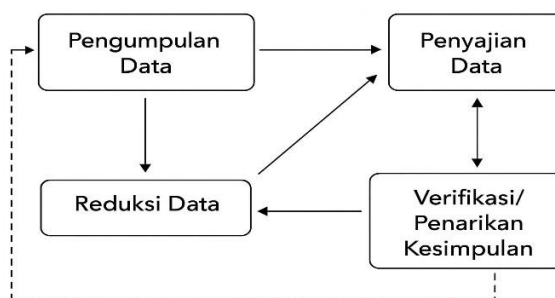 Pengumpulan
Data
Penyajian
Data
Reduksi Data
Verifikasi/
Penarikan
Kesimpulan